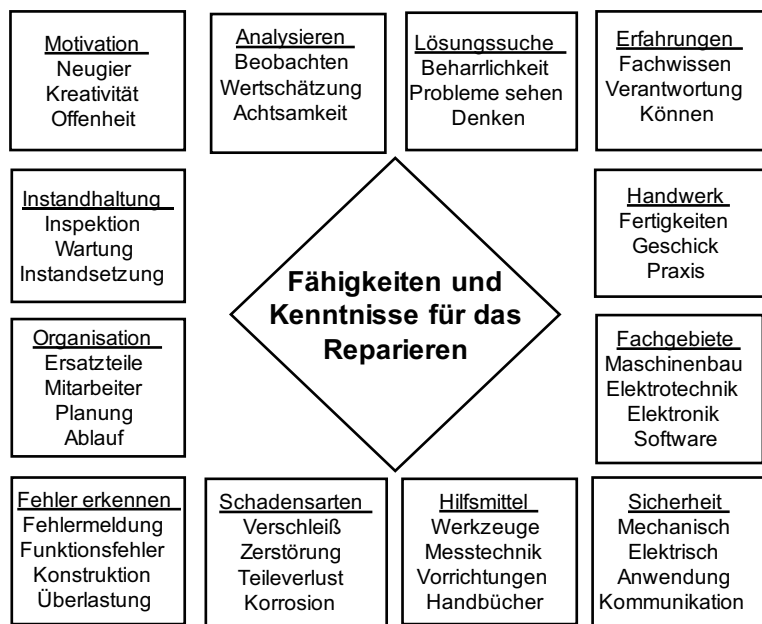 Motivation
Neugier
Kreativität
Offenheit
Analysieren
Beobachten
Wertschätzung
Achtsamkeit
Lösungssuche
Beharrlichkeit
Probleme sehen
Denken
Erfahrungen
Fachwissen
Verantwortung
Können
Instandhaltung
Inspektion
Wartung
Instandsetzung
Fähigkeiten und
Kenntnisse für das
Reparieren
Handwerk
Fertigkeiten
Geschick
Praxis
Organisation
Ersatzteile
Mitarbeiter
Planung
Ablauf
Fachgebiete
Maschinenbau
Elektrotechnik
Elektronik
Software
Fehler erkennen
Fehlermeldung
Funktionsfehler
Konstruktion
Überlastung
Schadensarten
Verschleiß
Zerstörung
Teileverlust
Korrosion
Hilfsmittel
Werkzeuge
Messtechnik
Vorrichtungen
Handbücher
Sicherheit
Mechanisch
Elektrisch
Anwendung
Kommunikation